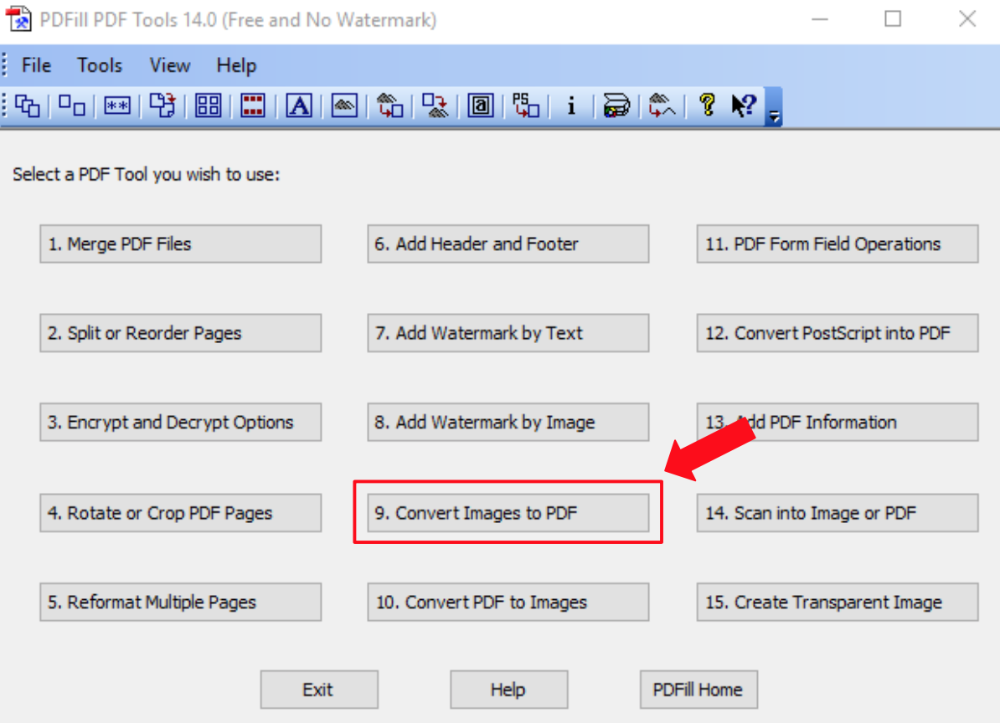 PDFill PDF Tools 14.0 (Free and No Watermark)
File Tools View Help
** A a PS i ? ?
Select a PDF Tool you wish to use:
1. Merge PDF Files
6. Add Header and Footer
11. PDF Form Field Operations
2. Split or Reorder Pages
7. Add Watermark by Text
12. Convert PostScript into PDF
3. Encrypt and Decrypt Options
8. Add Watermark by Image
13. Add PDF Information
4. Rotate or Crop PDF Pages
9. Convert Images to PDF
14. Scan into Image or PDF
5. Reformat Multiple Pages
10. Convert PDF to Images
15. Create Transparent Image
Exit
Help
PDFill Home